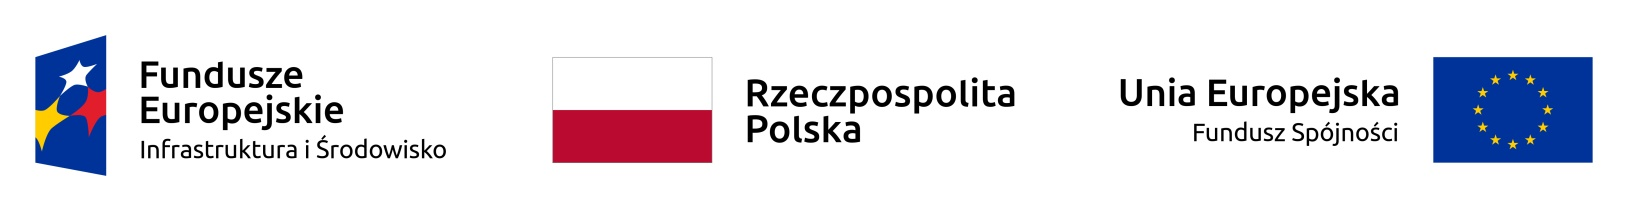 Fundusze
Europejskie
Infrastruktura i Środowisko
Rzeczpospolita
Polska
Unia Europejska
Fundusz Spójności